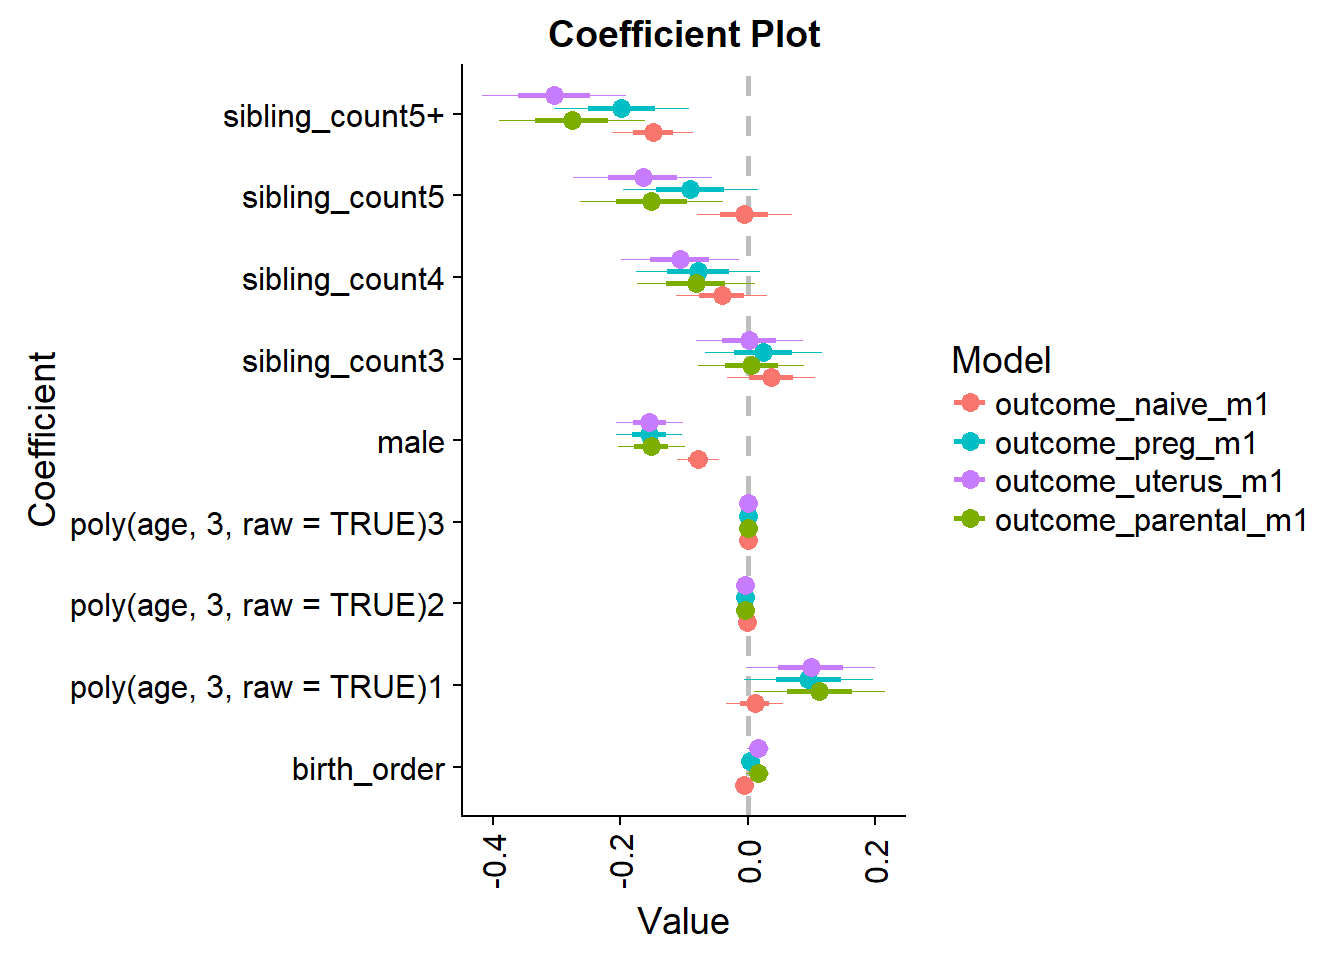 Coefficient Plot
Coefficient
sibling_count5+
sibling_count5
sibling_count4
sibling_count3
male
poly(age, 3, raw = TRUE)3
poly(age, 3, raw = TRUE)2
poly(age, 3, raw = TRUE)1
birth_order
-0.4
-0.2
0.0
0.2
Value
Model
outcome_naive_m1
outcome_preg_m1
outcome_uterus_m1
outcome_parental_m1